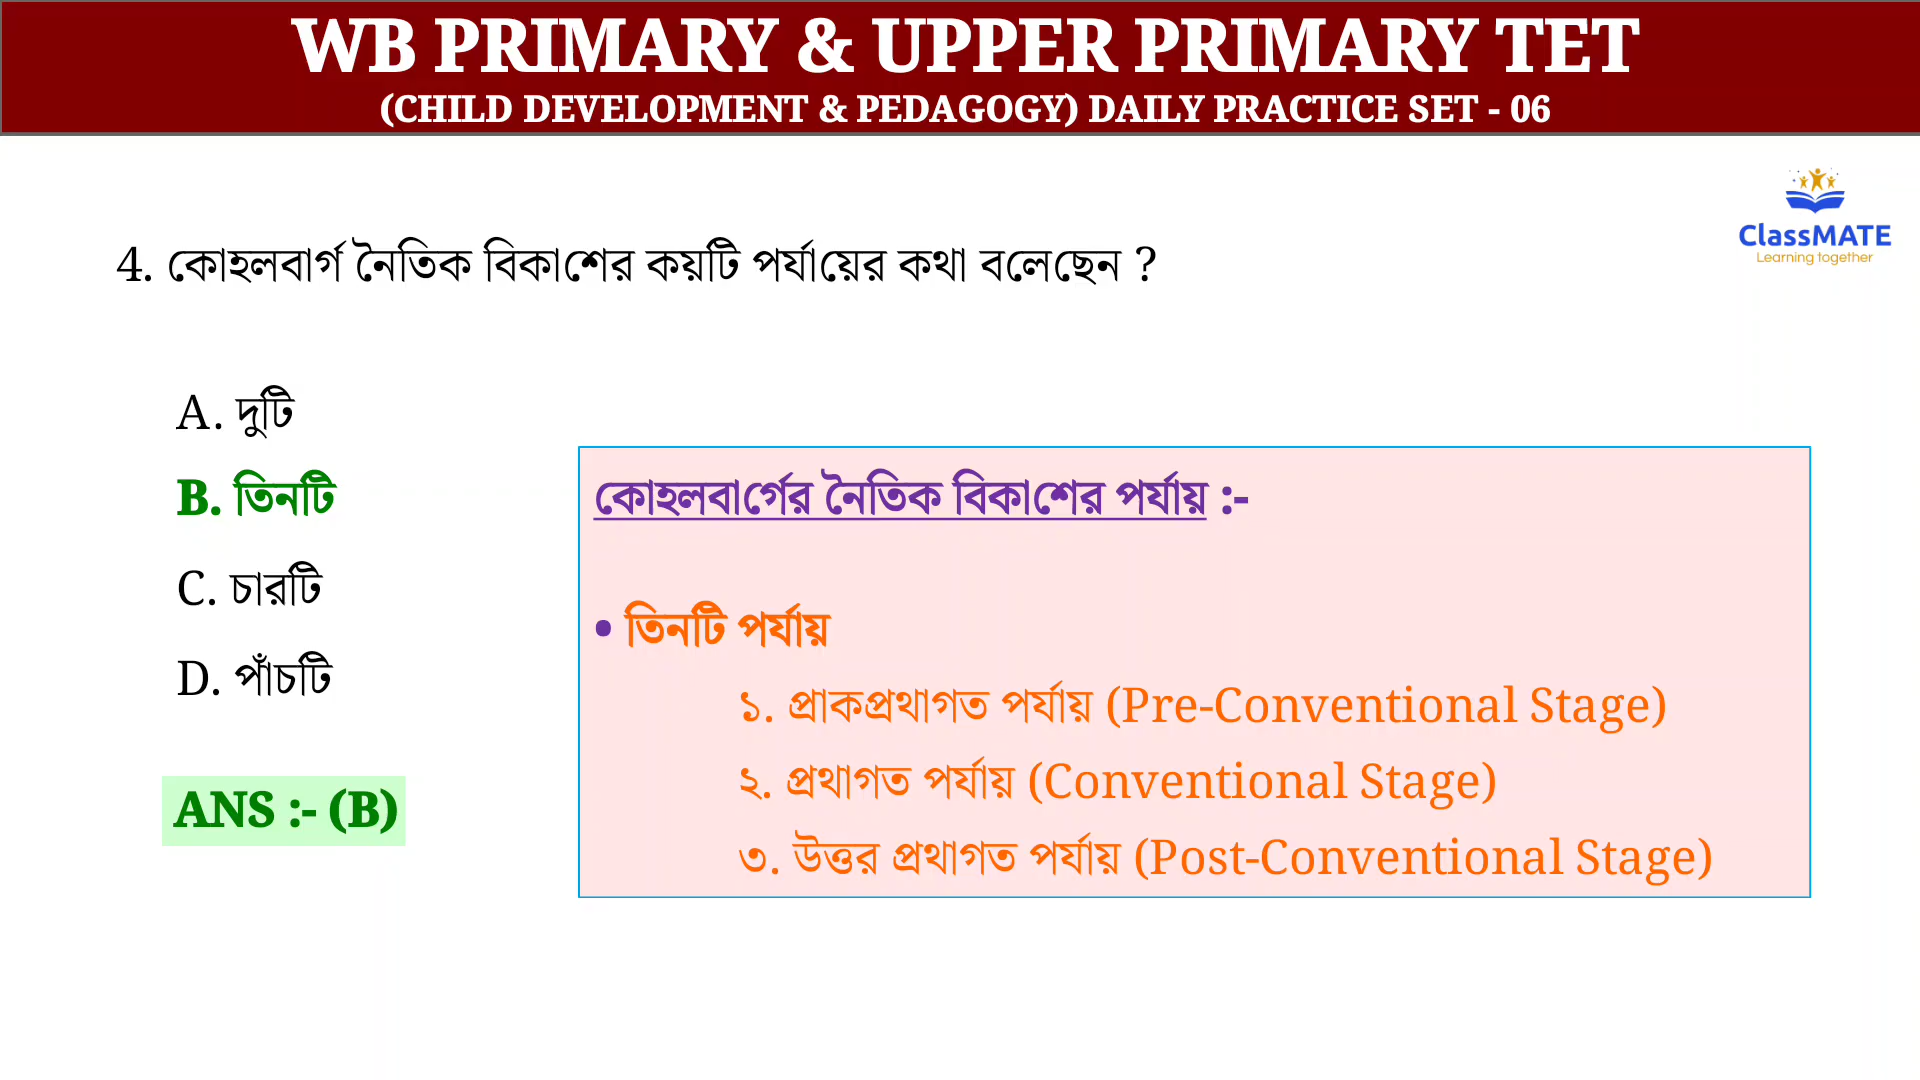 WB PRIMARY & UPPER PRIMARY TET
(CHILD DEVELOPMENT & PEDAGOGY) DAILY PRACTICE SET - 06
ClassMATE
Learning together
4. কোহলবার্গ নৈতিক বিকাশের কয়টি পর্যায়ের কথা বলেছেন ?
A. দুটি
B. তিনটি
C. চারটি
D. পাঁচটি
ANS :- (B)
কোহলবার্গের নৈতিক বিকাশের পর্যায় :-
• তিনটি পর্যায়
১. প্রাকপ্রথাগত পর্যায় (Pre-Conventional Stage)
২. প্রথাগত পর্যায় (Conventional Stage)
৩. উত্তর প্রথাগত পর্যায় (Post-Conventional Stage)